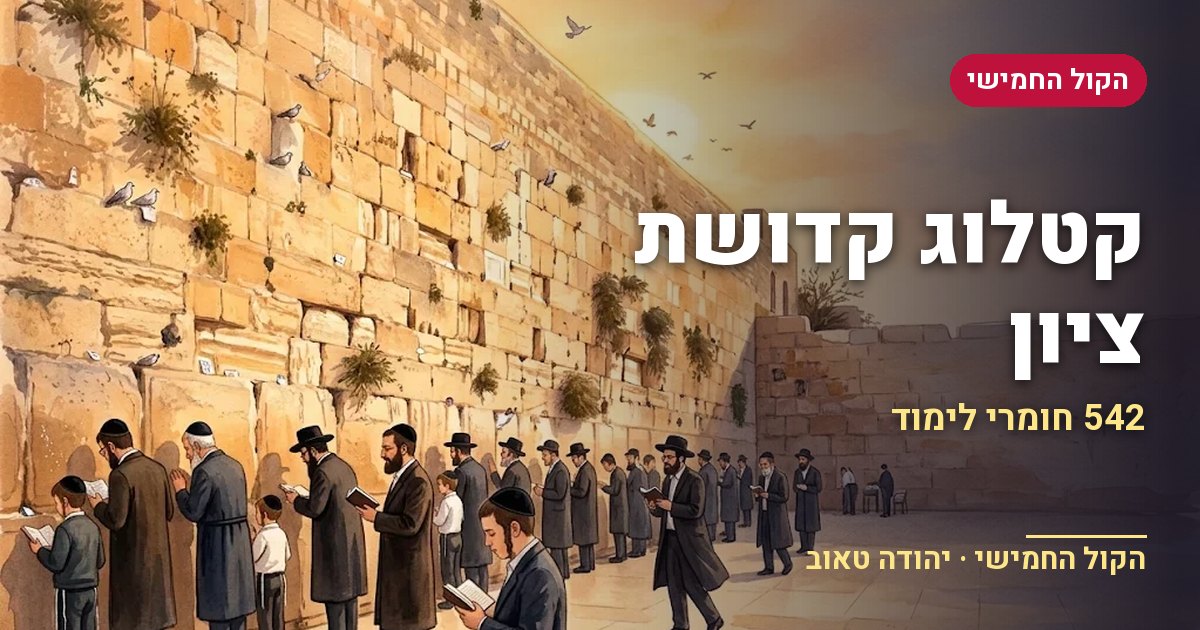 הקול החמישי
קטלוג קדושת
ציון
542 חומרי לימוד
הקול החמישי · יהודה טאוב